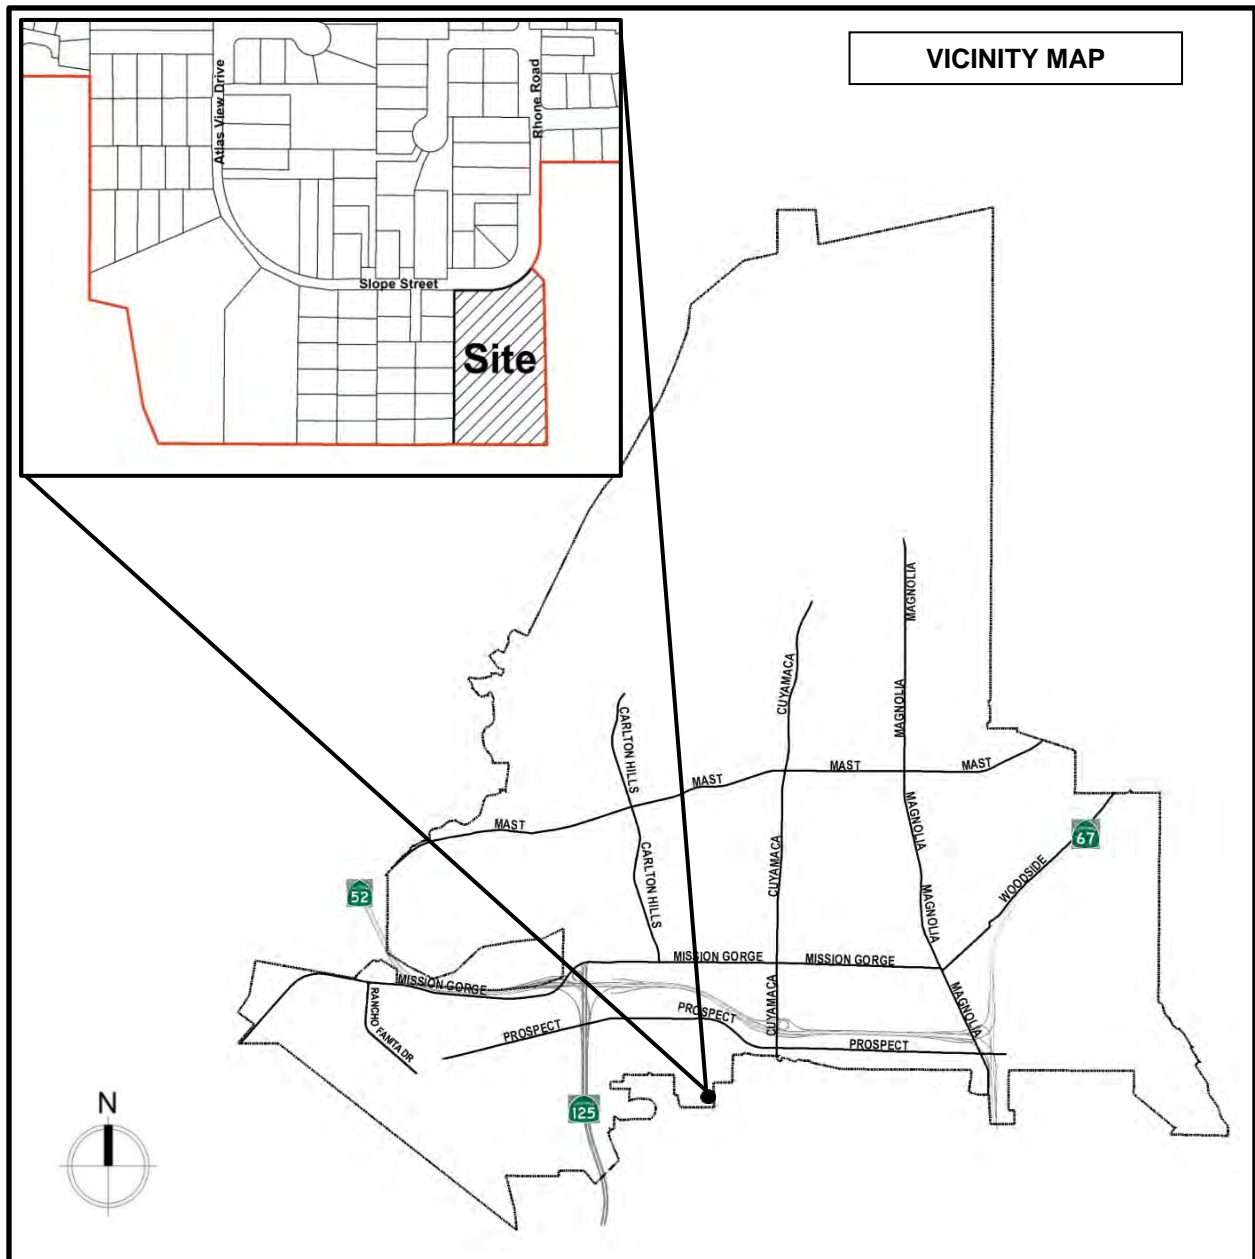 VICINITY MAP
Atlas View Drive
Rhone Road
Slope Street
Site
MAGNOLIA
CUYAMACA
MAGNOLIA
CARLTON HILLS
MAST
MAST
MAST
MAST
MAGNOLIA
67
CARLTON HILLS
CUYAMACA
WOODSIDE
52
MAGNOLIA
MISSION GORGE
MISSION GORGE
MISSION GORGE
RANCHO FANITA DR
CUYAMACA
MAGNOLIA
PROSPECT
PROSPECT
PROSPECT
125
N